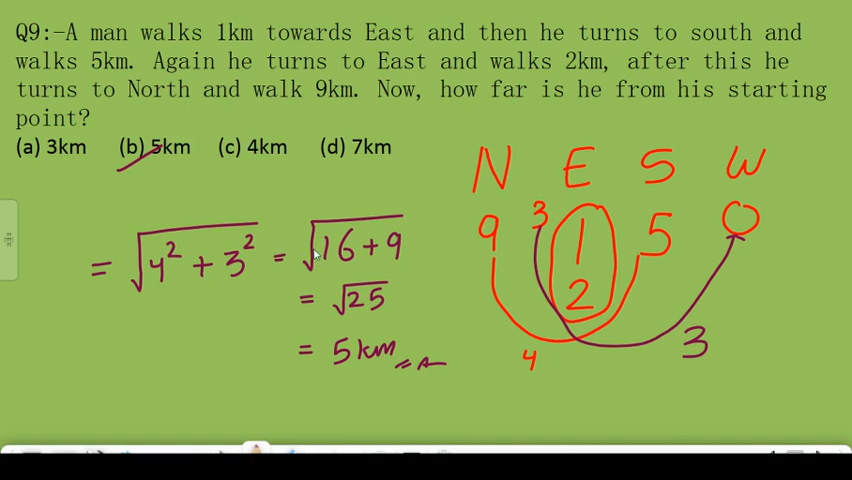 Q9:-A man walks 1km towards East and then he turns to south and
walks 5km. Again he turns to East and walks 2km, after this he
turns to North and walk 9km. Now, how far is he from his starting
point?
(a) 3km (b) 5km (c) 4km (d) 7km
N E S W
9 3 1 5 0
2
= √4² + 3² = √16 + 9
= √25
= 5km =
4 3